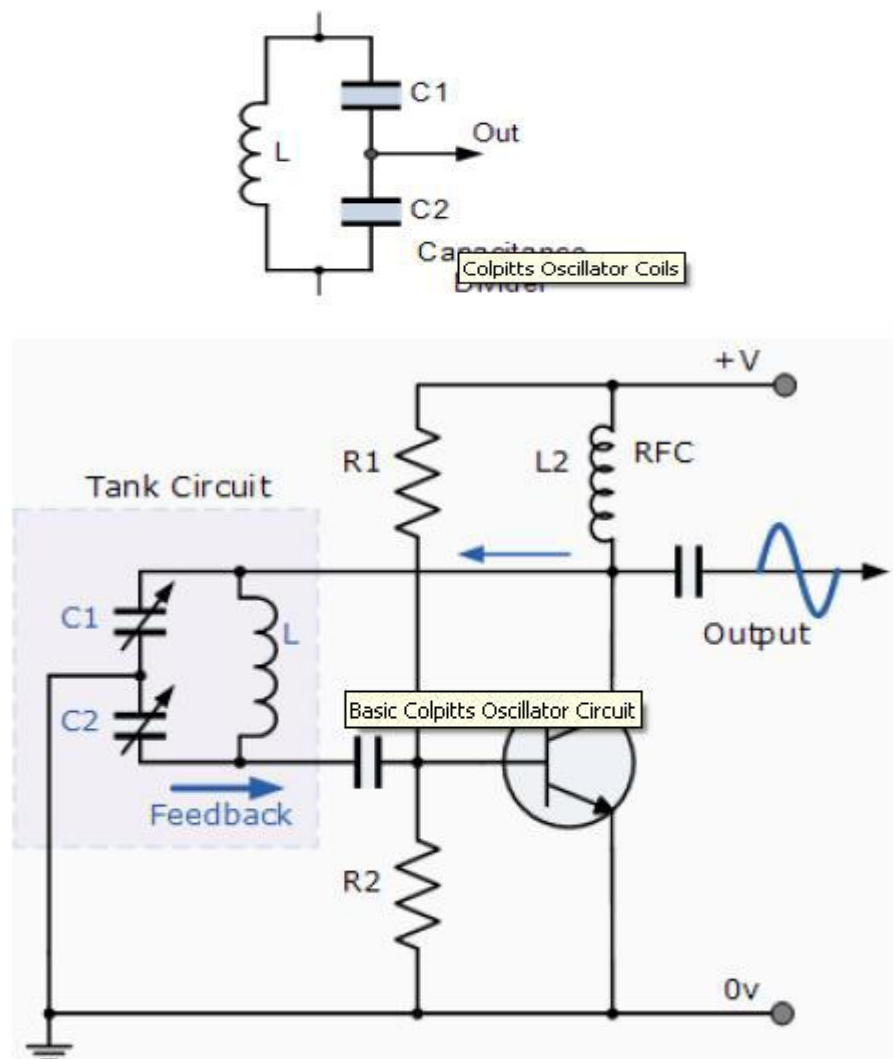 C1
L
Out
C2
Colpitts Oscillator Coils
+V
R1
L2
RFC
Tank Circuit
C1
L
Output
C2
Basic Colpitts Oscillator Circuit
Feedback
R2
0v